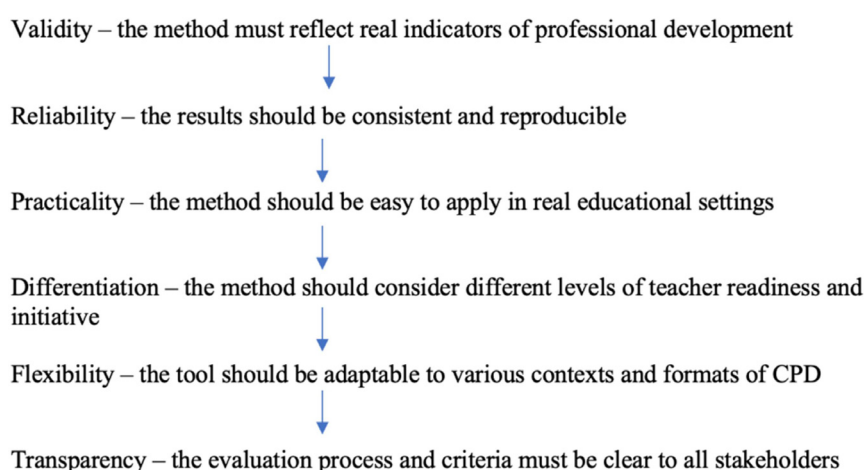 Validity – the method must reflect real indicators of professional development
Reliability – the results should be consistent and reproducible
Practicality – the method should be easy to apply in real educational settings
Differentiation – the method should consider different levels of teacher readiness and
initiative
Flexibility – the tool should be adaptable to various contexts and formats of CPD
Transparency – the evaluation process and criteria must be clear to all stakeholders